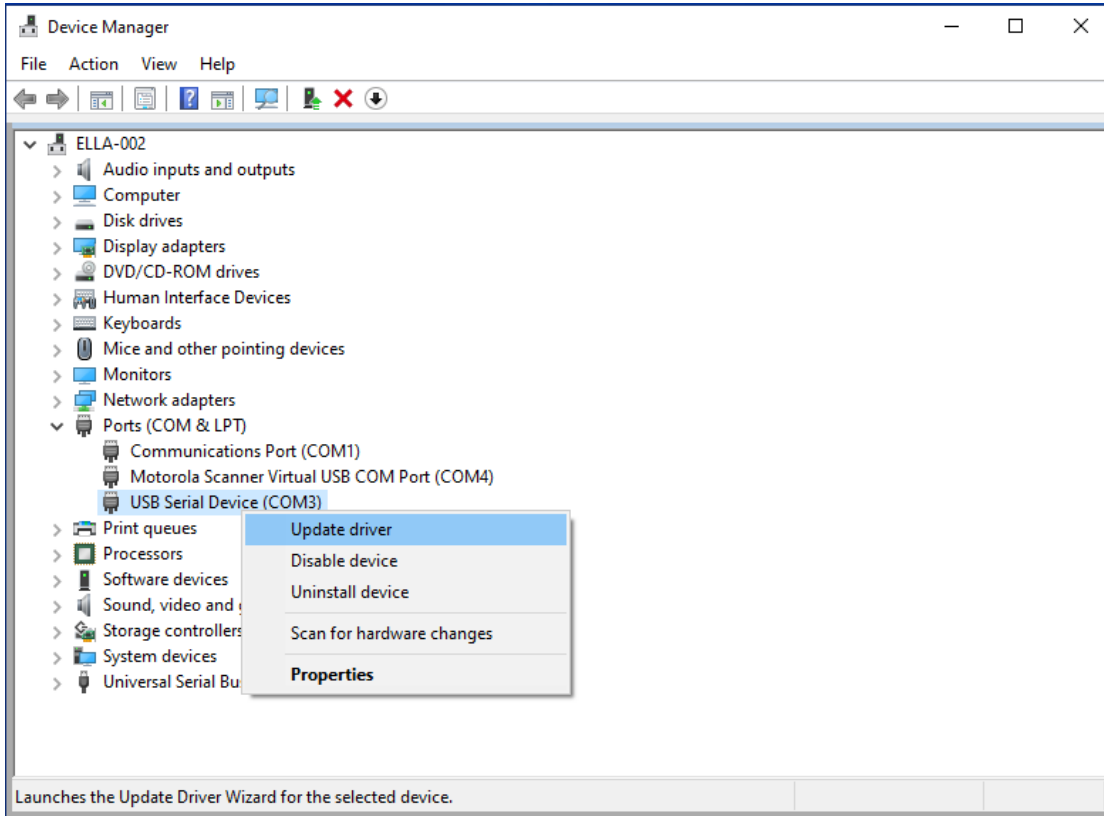 Device Manager
File Action View Help
ELLA-002
Audio inputs and outputs
Computer
Disk drives
Display adapters
DVD/CD-ROM drives
Human Interface Devices
Keyboards
Mice and other pointing devices
Monitors
Network adapters
Ports (COM & LPT)
Communications Port (COM1)
Motorola Scanner Virtual USB COM Port (COM4)
USB Serial Device (COM3)
Print queues
Processors
Software devices
Sound, video and
Storage controllers
System devices
Universal Serial
Update driver
Disable device
Uninstall device
Scan for hardware changes
Properties
Launches the Update Driver Wizard for the selected device.